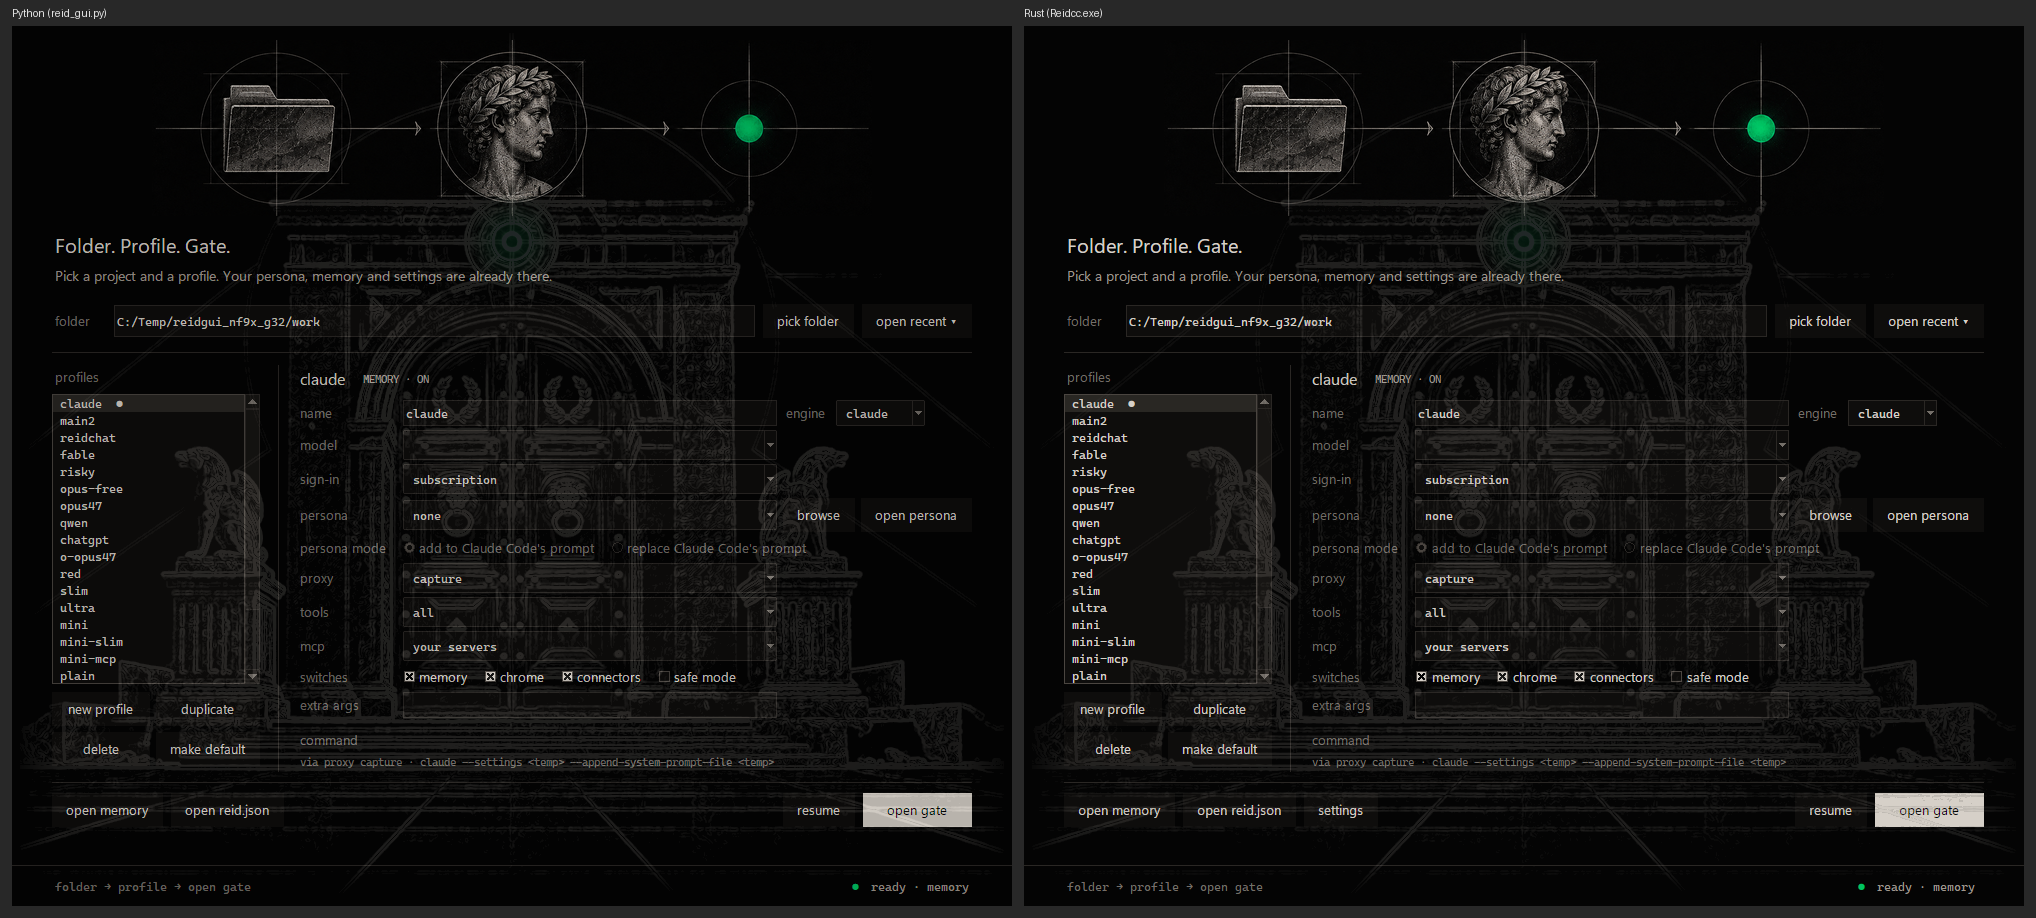 Python (reid_gui.py)
Folder. Profile. Gate.
Pick a project and a profile. Your persona, memory and settings are already there.
folder C:/Temp/reidgui_nf9x_g32/work pick folder open recent ▾
profiles
claude ●
main2
reidchat
fable
risky
opus-free
opus47
qwen
chatgpt
o-opus47
red
slim
ultra
mini
mini-slim
mini-mcp
plain
new profile duplicate
delete make default
claude MEMORY · ON
name claude engine claude
model
sign-in subscription
persona none browse open persona
persona mode add to Claude Code's prompt replace Claude Code's prompt
proxy capture
tools all
mcp your servers
switches memory chrome connectors safe mode
extra args
command
via proxy capture · claude --settings <temp> --append-system-prompt-file <temp>
open memory open reid.json resume open gate
folder → profile → open gate ● ready · memory
Rust (Reidcc.exe)
Folder. Profile. Gate.
Pick a project and a profile. Your persona, memory and settings are already there.
folder C:/Temp/reidgui_nf9x_g32/work pick folder open recent ▾
profiles
claude ●
main2
reidchat
fable
risky
opus-free
opus47
qwen
chatgpt
o-opus47
red
slim
ultra
mini
mini-slim
mini-mcp
plain
new profile duplicate
delete make default
claude MEMORY · ON
name claude engine claude
model
sign-in subscription
persona none browse open persona
persona mode add to Claude Code's prompt replace Claude Code's prompt
proxy capture
tools all
mcp your servers
switches memory chrome connectors safe mode
extra args
command
via proxy capture · claude --settings <temp> --append-system-prompt-file <temp>
open memory open reid.json settings resume open gate
folder → profile → open gate ● ready · memory